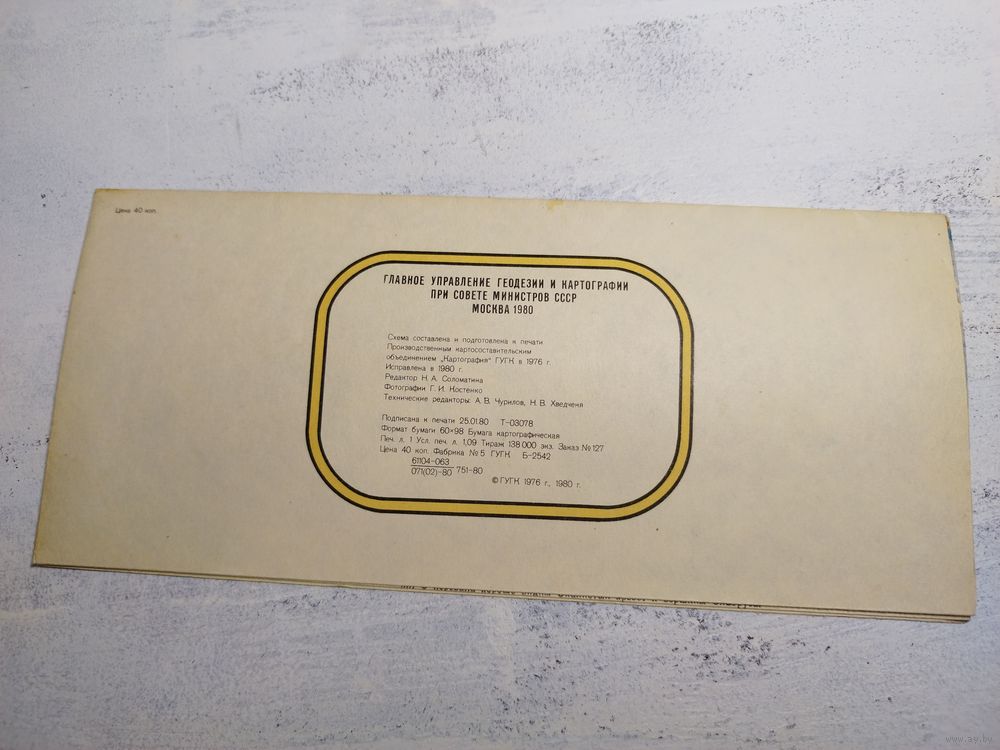 Цена 40 коп.
ГЛАВНОЕ УПРАВЛЕНИЕ ГЕОДЕЗИИ И КАРТОГРАФИИ
ПРИ СОВЕТЕ МИНИСТРОВ СССР
МОСКВА 1980
Схема составлена и подготовлена к печати
Производственным картосоставительским
объединением „Картография" ГУГК в 1976 г.
Исправлена в 1980 г.
Редактор Н. А. Соломатина
Фотографии Г. И. Костенко
Технические редакторы: А. В. Чурилов, Н. В. Хведченя
Подписана к печати 25.01.80 Т-03078
Формат бумаги 60×98 Бумага картографическая
Печ. л. 1 Усл. печ. л. 1,09 Тираж 138 000 экз. Заказ № 127
Цена 40 коп. Фабрика № 5 ГУГК Б-2542
61104-063
071(02)-80 751-80
© ГУГК 1976 г., 1980 г.
www.ay.by